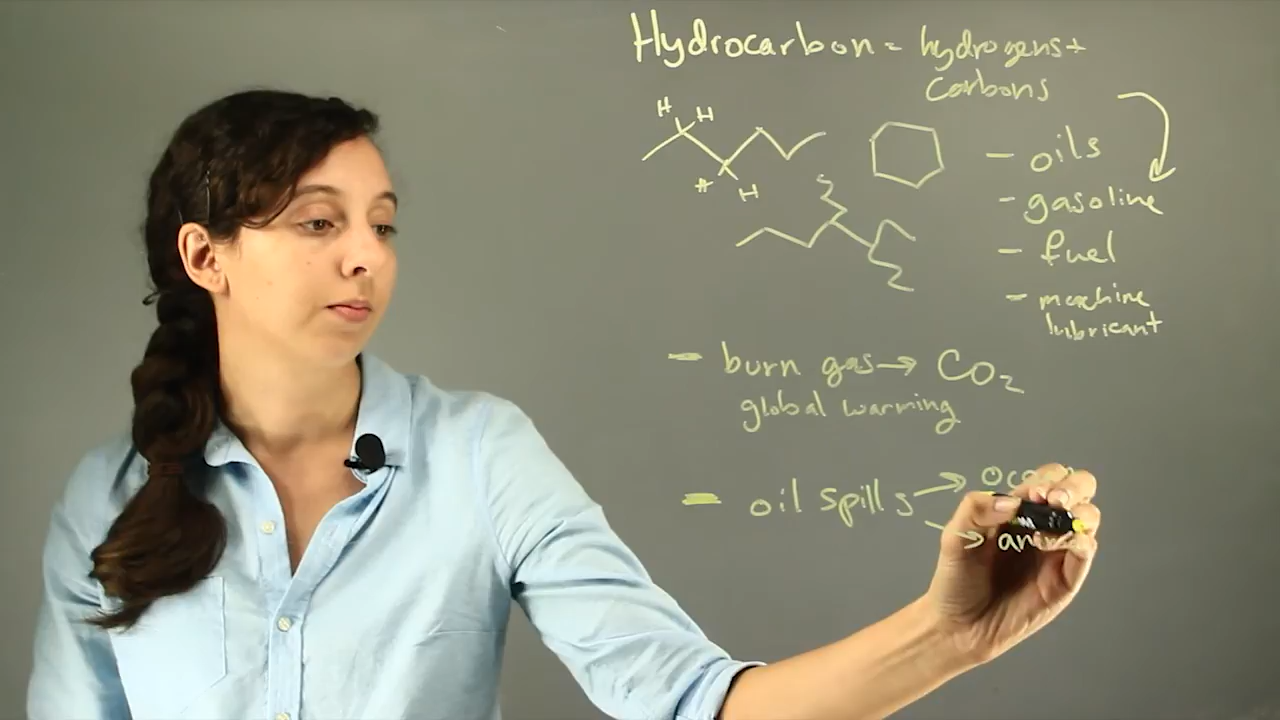 Hydrocarbon = hydrogens +
carbons
H H
H H
- oils
- gasoline
- fuel
- machine
lubricant
- burn gas → CO2
global warming
- oil spills →
→